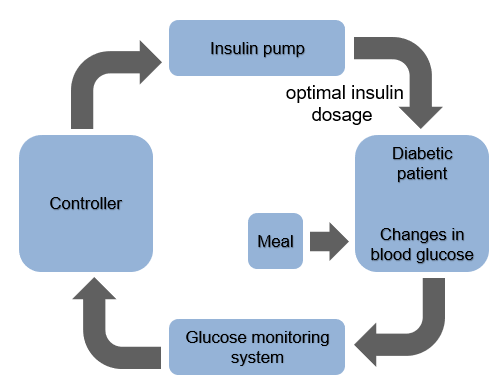 Insulin pump
optimal insulin
dosage
Diabetic
patient
Controller
Meal
Changes in
blood glucose
Glucose monitoring
system